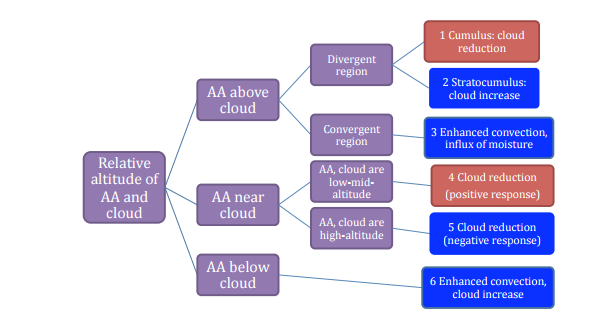 Relative
altitude of
AA and
cloud
AA above
cloud
Divergent
region
1 Cumulus: cloud
reduction
2 Stratocumulus:
cloud increase
Convergent
region
3 Enhanced convection,
influx of moisture
AA near
cloud
AA, cloud are
low-mid-
altitude
4 Cloud reduction
(positive response)
AA, cloud are
high-altitude
5 Cloud reduction
(negative response)
AA below
cloud
6 Enhanced convection,
cloud increase